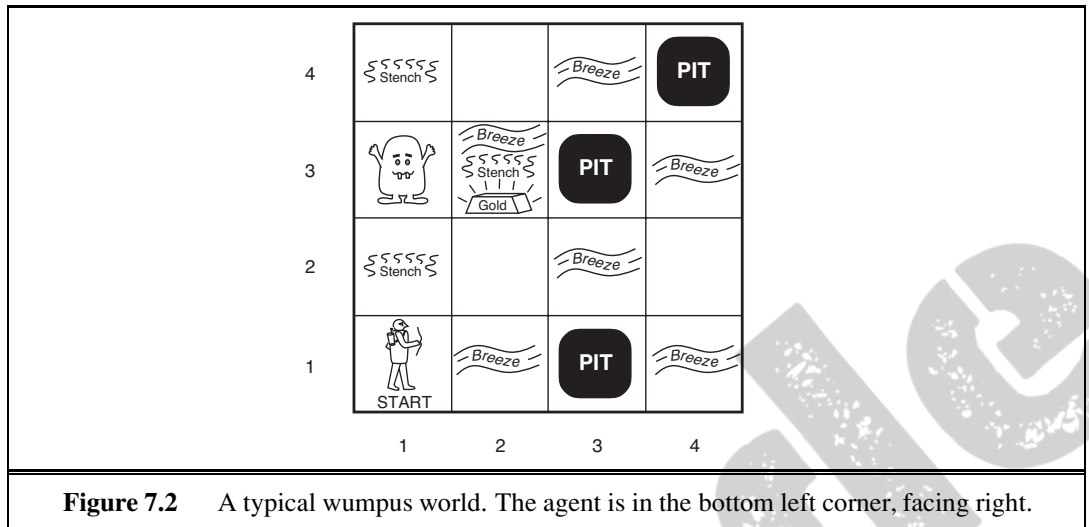 4 Stench Breeze PIT
Breeze
3 Stench PIT Breeze
Gold
2 Stench Breeze
1 Breeze PIT Breeze
START
1 2 3 4
Figure 7.2 A typical wumpus world. The agent is in the bottom left corner, facing right.